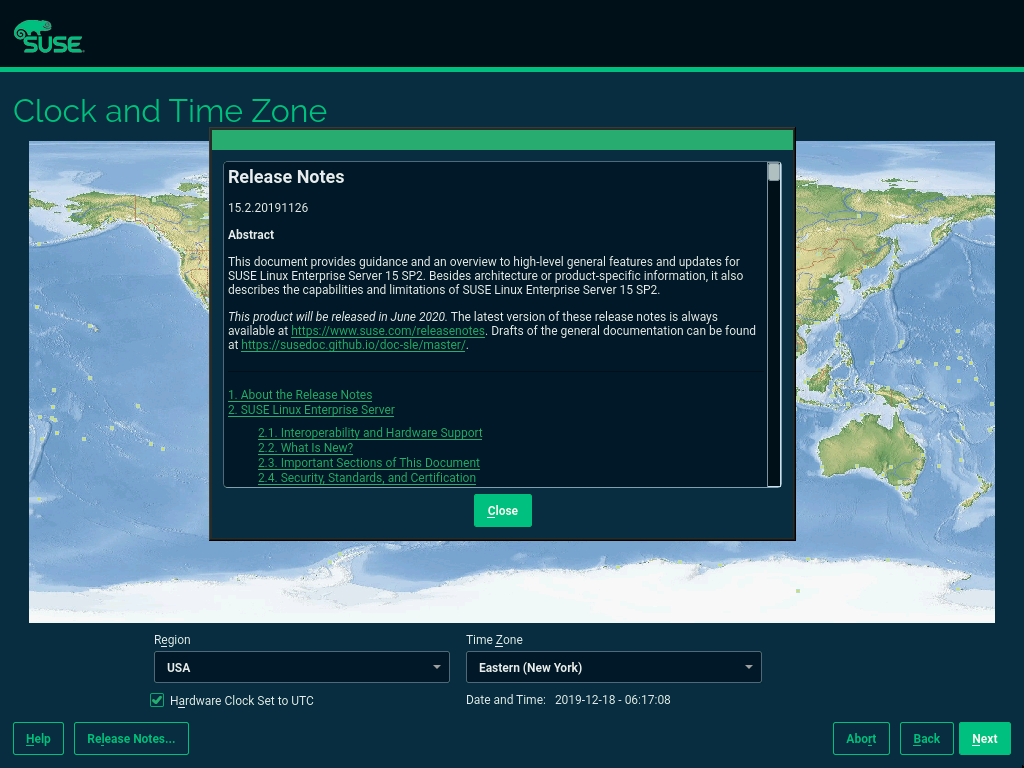 SUSE
Clock and Time Zone
Release Notes
15.2.20191126
Abstract
This document provides guidance and an overview to high-level general features and updates for
SUSE Linux Enterprise Server 15 SP2. Besides architecture or product-specific information, it also
describes the capabilities and limitations of SUSE Linux Enterprise Server 15 SP2.
This product will be released in June 2020. The latest version of these release notes is always
available at https://www.suse.com/releasenotes. Drafts of the general documentation can be found
at https://susedoc.github.io/doc-sle/master/.
1. About the Release Notes
2. SUSE Linux Enterprise Server
2.1. Interoperability and Hardware Support
2.2. What Is New?
2.3. Important Sections of This Document
2.4. Security, Standards, and Certification
Close
Region
Time Zone
USA
Eastern (New York)
Hardware Clock Set to UTC
Date and Time: 2019-12-18 - 06:17:08
Help
Release Notes...
Abort
Back
Next